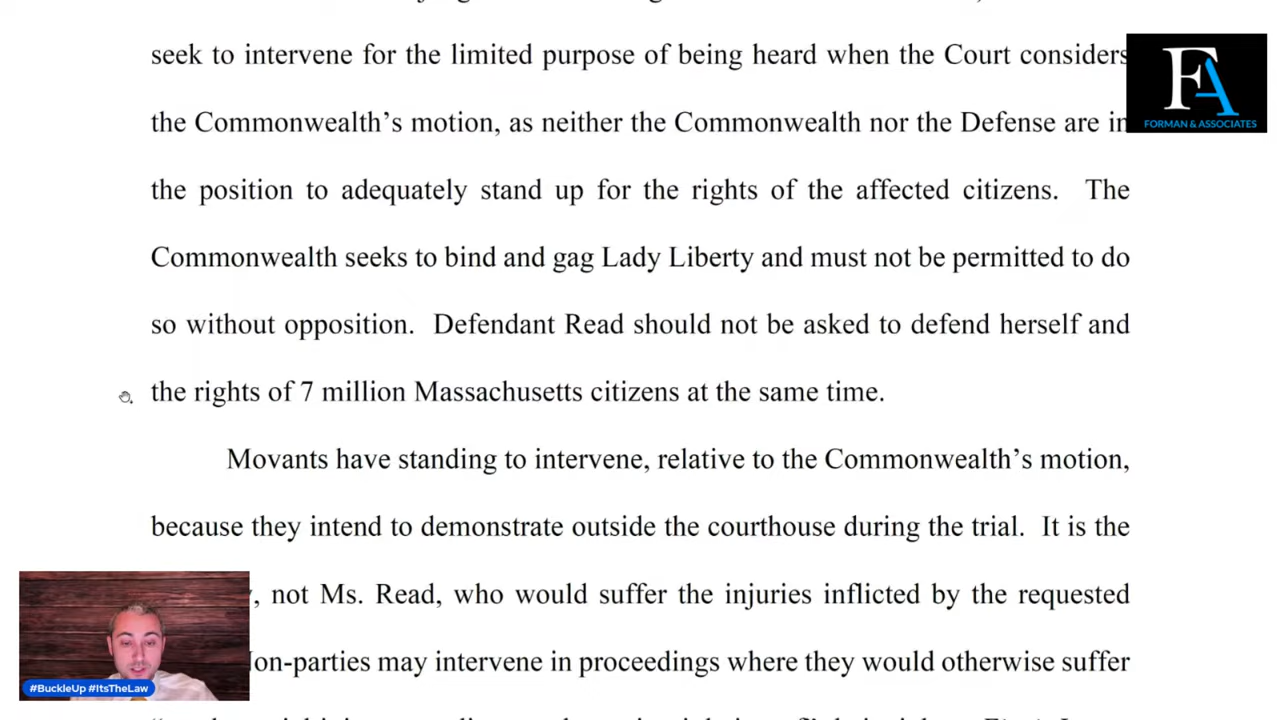 seek to intervene for the limited purpose of being heard when the Court considers
the Commonwealth's motion, as neither the Commonwealth nor the Defense are in
the position to adequately stand up for the rights of the affected citizens. The
Commonwealth seeks to bind and gag Lady Liberty and must not be permitted to do
so without opposition. Defendant Read should not be asked to defend herself and
the rights of 7 million Massachusetts citizens at the same time.
Movants have standing to intervene, relative to the Commonwealth's motion,
because they intend to demonstrate outside the courthouse during the trial. It is the
not Ms. Read, who would suffer the injuries inflicted by the requested
on-parties may intervene in proceedings where they would otherwise suffer
FA
FORMAN & ASSOCIATES
#BuckleUp #ItsTheLaw